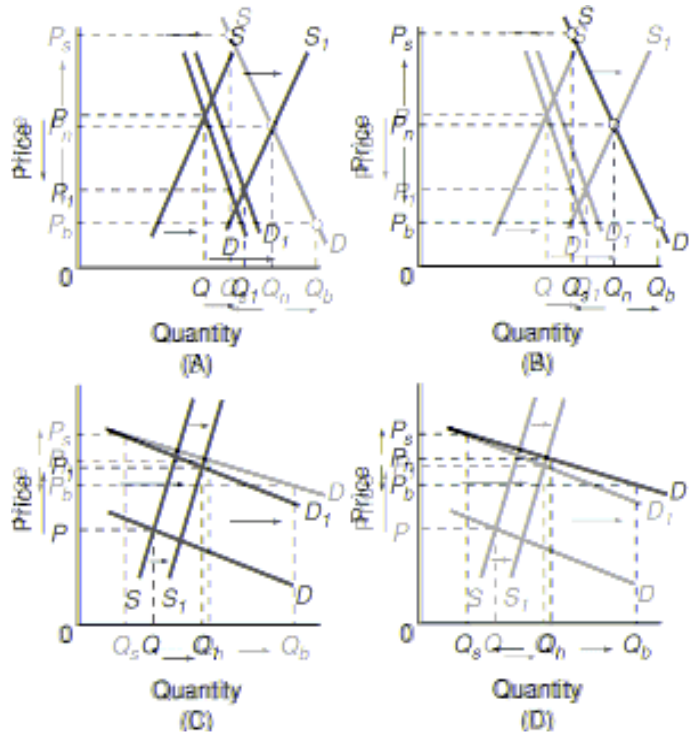 S
Ps S S1
Pn
Price
P1
Pb
D D1 D
0
Q Qn Qb
Quantity
(A)
S
Ps S S1
Pn
Price
P1
Pb
D D1 D
0
Q Qn Qb
Quantity
(B)
Ps
P1
Pb
Price
P
D
D1
S S1 D
0
Qs Q Qb
Quantity
(C)
Ps
Pn
Pb
Price
P
D
D1
S S1 D
0
Qs Q Qb
Quantity
(D)